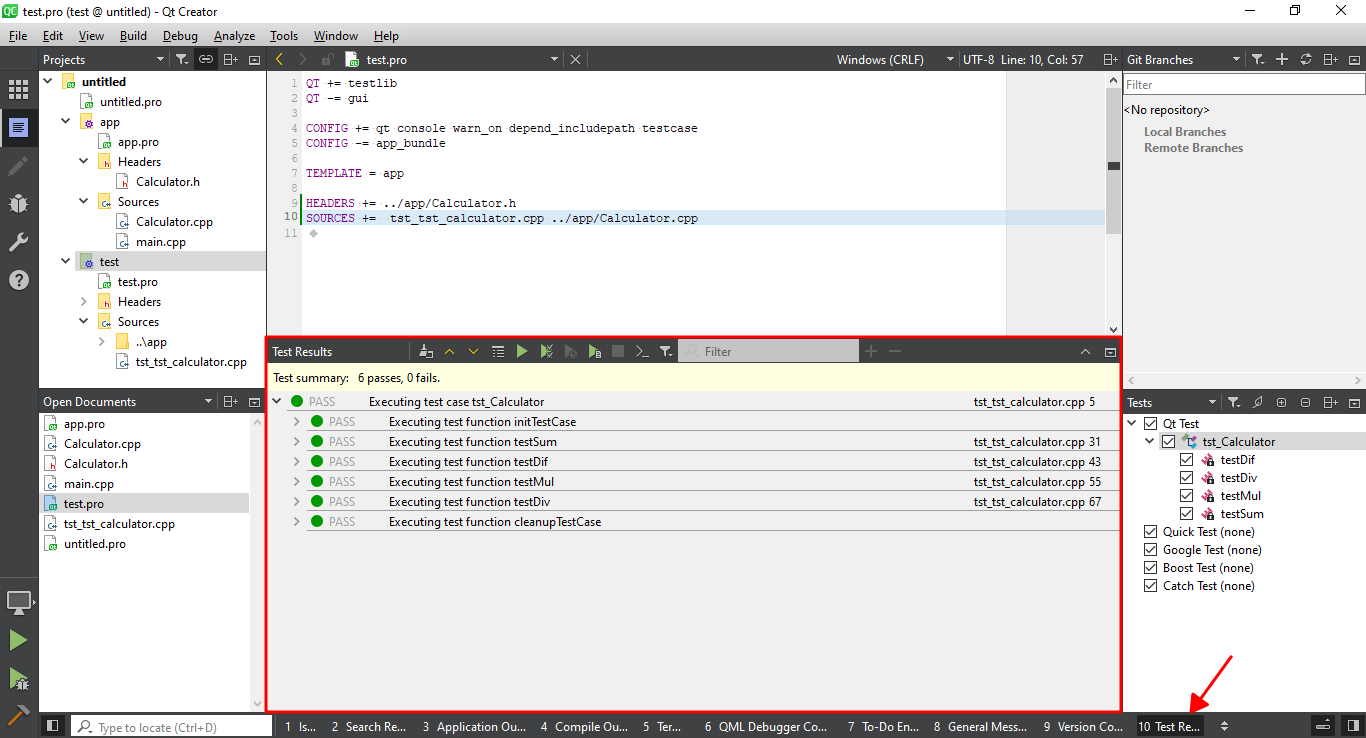 test.pro (test @ untitled) - Qt Creator
File Edit View Build Debug Analyze Tools Window Help
Projects
untitled
untitled.pro
app
app.pro
Headers
Calculator.h
Sources
Calculator.cpp
main.cpp
test
test.pro
Headers
Sources
..\app
tst_tst_calculator.cpp
Open Documents
app.pro
Calculator.cpp
Calculator.h
main.cpp
test.pro
tst_tst_calculator.cpp
untitled.pro
test.pro Windows (CRLF) UTF-8 Line: 10, Col: 57
1 QT += testlib
2 QT -= gui
3
4 CONFIG += qt console warn_on depend_includepath testcase
5 CONFIG -= app_bundle
6
7 TEMPLATE = app
8
9 HEADERS += ../app/Calculator.h
10 SOURCES += tst_tst_calculator.cpp ../app/Calculator.cpp
11
Test Results Filter
Test summary: 6 passes, 0 fails.
PASS Executing test case tst_Calculator tst_tst_calculator.cpp 5
PASS Executing test function initTestCase
PASS Executing test function testSum tst_tst_calculator.cpp 31
PASS Executing test function testDif tst_tst_calculator.cpp 43
PASS Executing test function testMul tst_tst_calculator.cpp 55
PASS Executing test function testDiv tst_tst_calculator.cpp 67
PASS Executing test function cleanupTestCase
Git Branches
Filter
<No repository>
Local Branches
Remote Branches
Tests
Qt Test
tst_Calculator
testDif
testDiv
testMul
testSum
Quick Test (none)
Google Test (none)
Boost Test (none)
Catch Test (none)
Type to locate (Ctrl+D) 1 Is... 2 Search Re... 3 Application Ou... 4 Compile Ou... 5 Ter... 6 QML Debugger Co... 7 To-Do En... 8 General Mess... 9 Version Co... 10 Test Re...